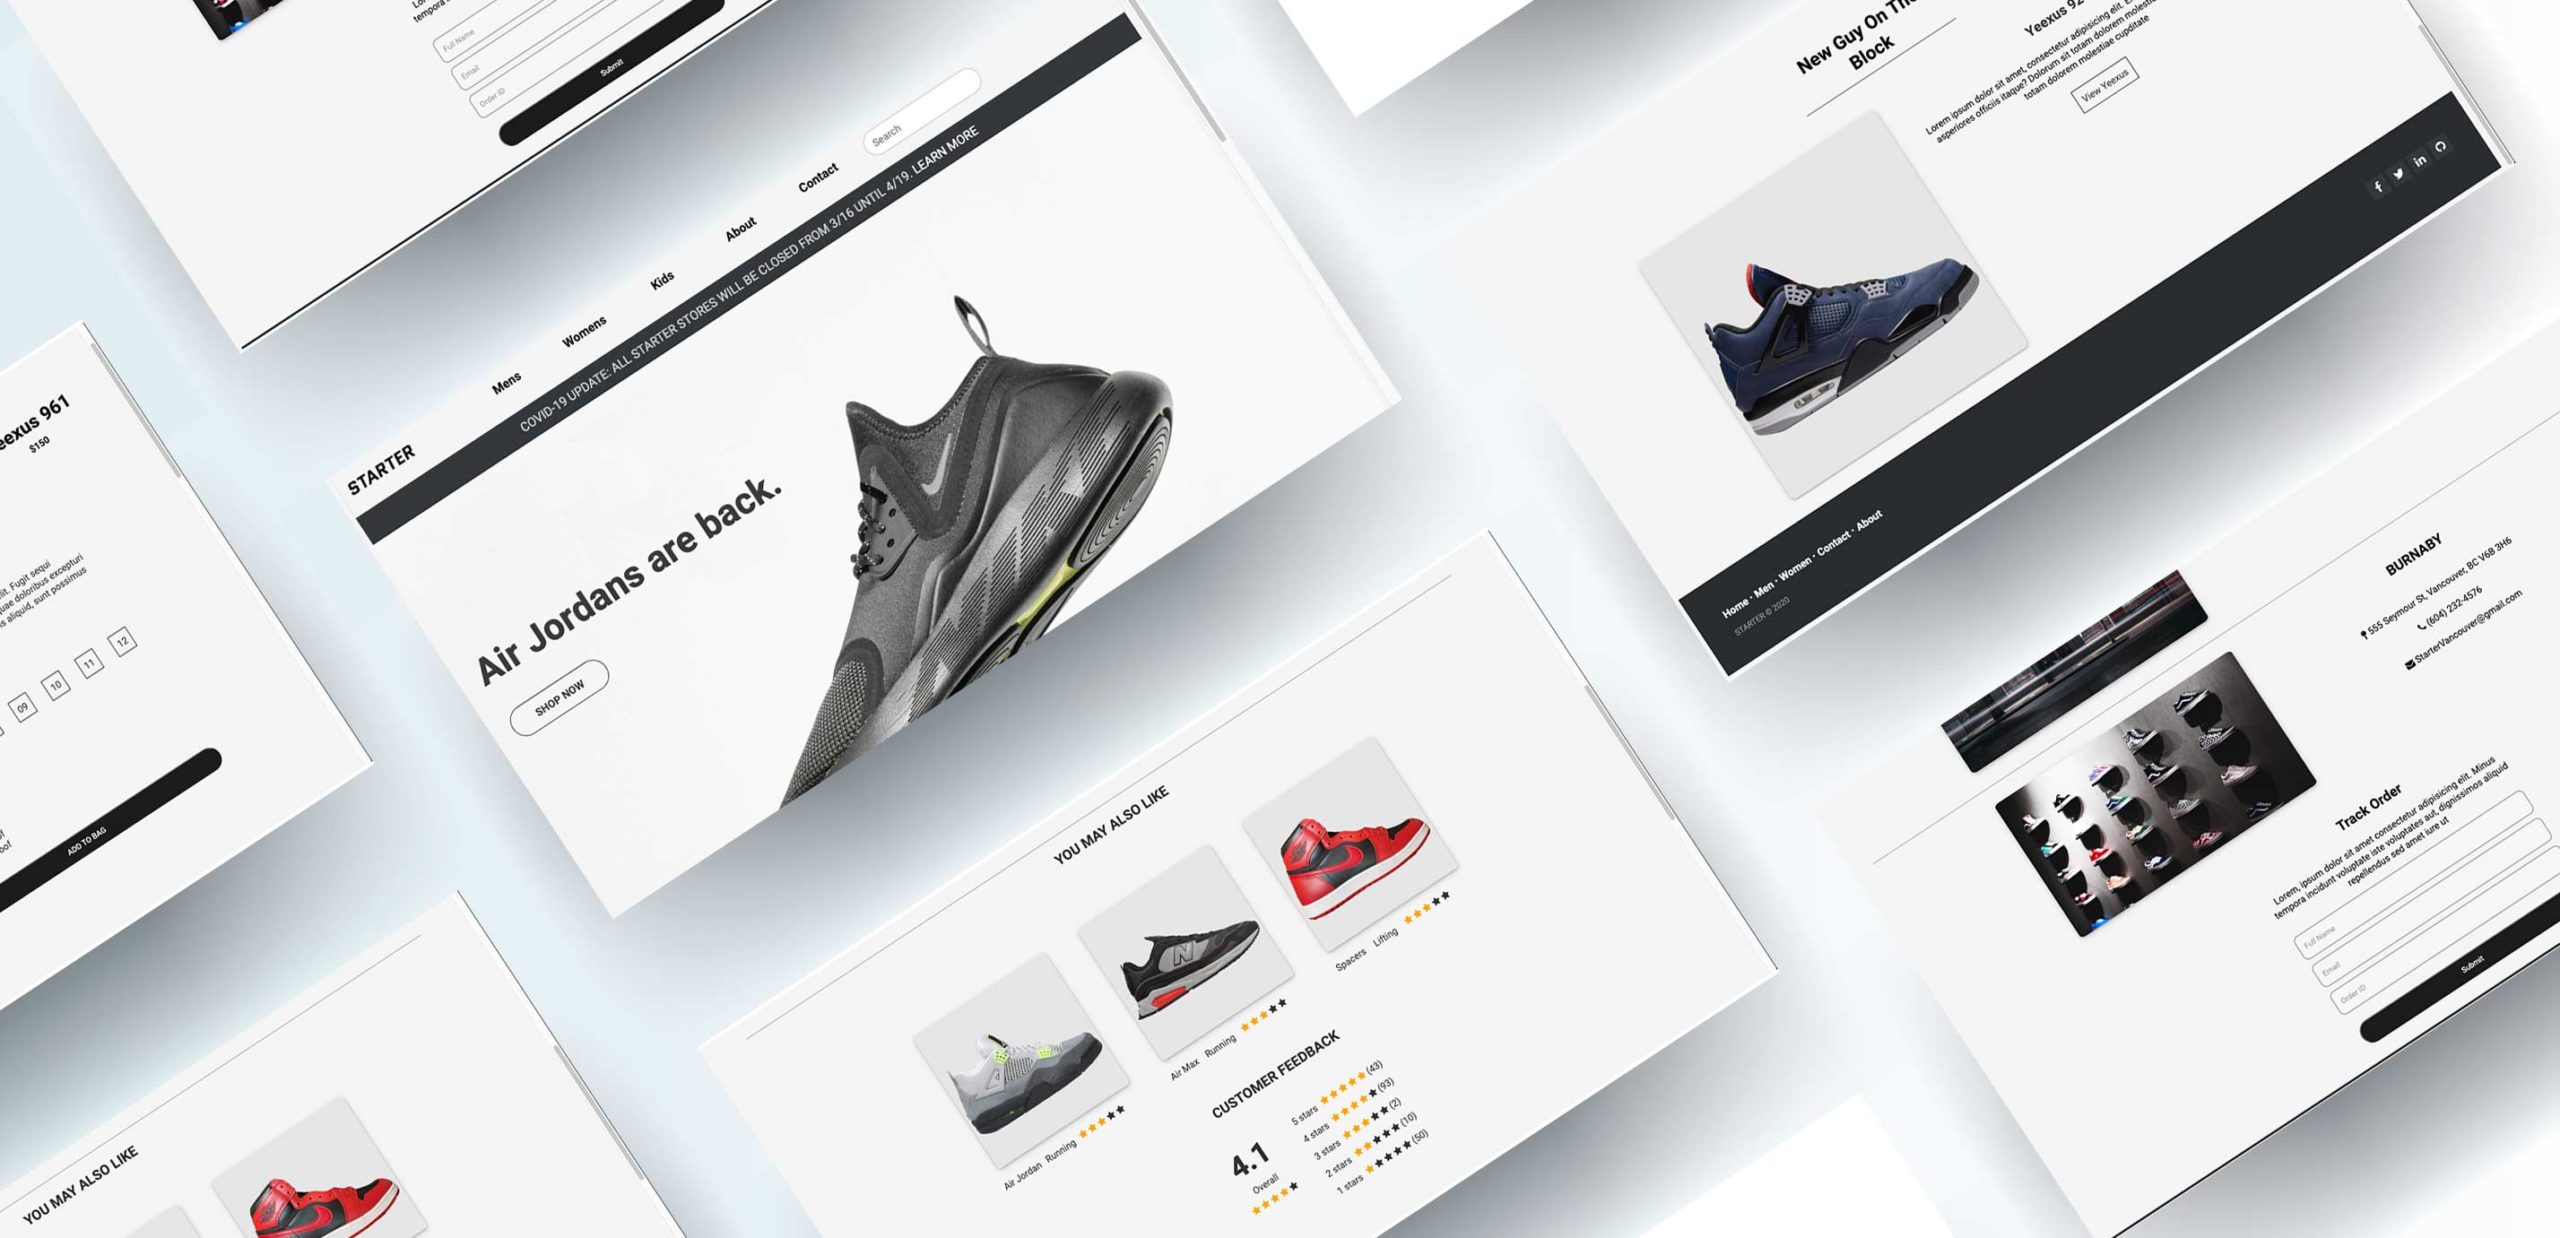 tempora
Full Name
Email
Order ID
Submit
STARTER
Mens
Womens
Kids
About
Contact
Search
COVID-19 UPDATE: ALL STARTER STORES WILL BE CLOSED FROM 3/16 UNTIL 4/19. LEARN MORE
Air Jordans are back.
SHOP NOW
New Guy On The
Block
Yeexus
Lorem ipsum dolor sit amet, consectetur adipisicing elit.
asperiores officiis itaque? Dolorum sit totam dolorem
totam dolorem molestiae cupditate
View Yeexus
Home · Men · Women · Contact · About
STARTER © 2020
961
$150
elit. Fugit sequi
doloribus excepturi
aliquid, sunt possimus
09
10
11
12
ADD TO BAG
YOU MAY ALSO LIKE
Air Jordan Running
Air Max Running
Spacers Lifting
CUSTOMER FEEDBACK
4.1
Overall
5 stars (43)
4 stars (93)
3 stars (2)
2 stars (10)
1 stars (50)
BURNABY
555 Seymour St, Vancouver, BC V6B 3H6
(604) 232-4576
StarterVancouver@gmail.com
Track Order
Lorem, ipsum dolor sit amet consectetur adipisicing elit. Minus
tempora incidunt voluptate iste voluptates aut, dignissimos aliquid
repellendus sed amet iure ut
Full Name
Email
Order ID
Submit
YOU MAY ALSO LIKE